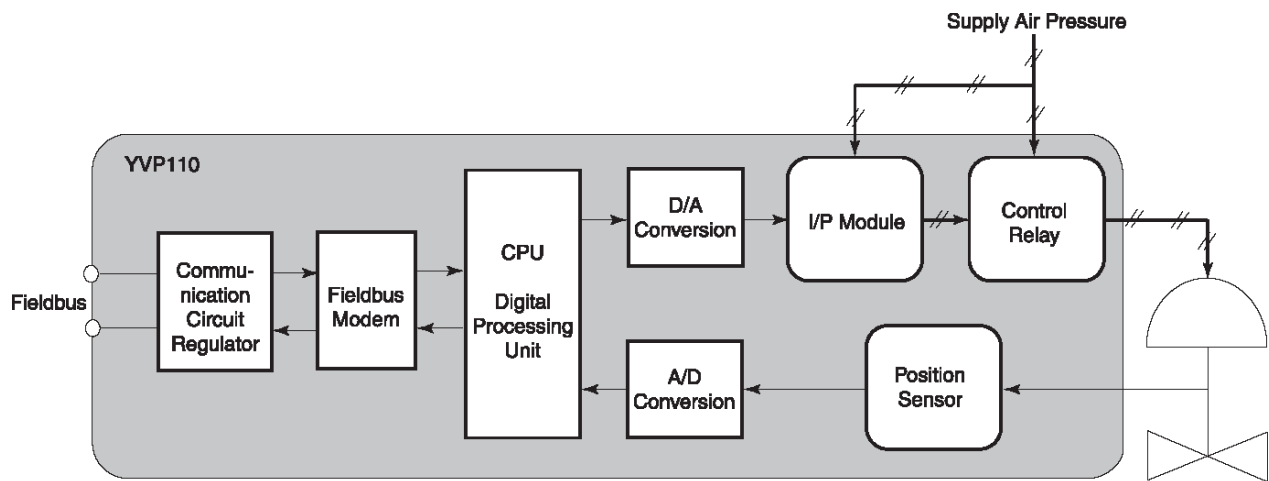 Supply Air Pressure
YVP110
D/A
Conversion
I/P Module
Control
Relay
CPU
Digital
Processing
Unit
Commu-
nication
Circuit
Regulator
Fieldbus
Modem
Fieldbus
A/D
Conversion
Position
Sensor